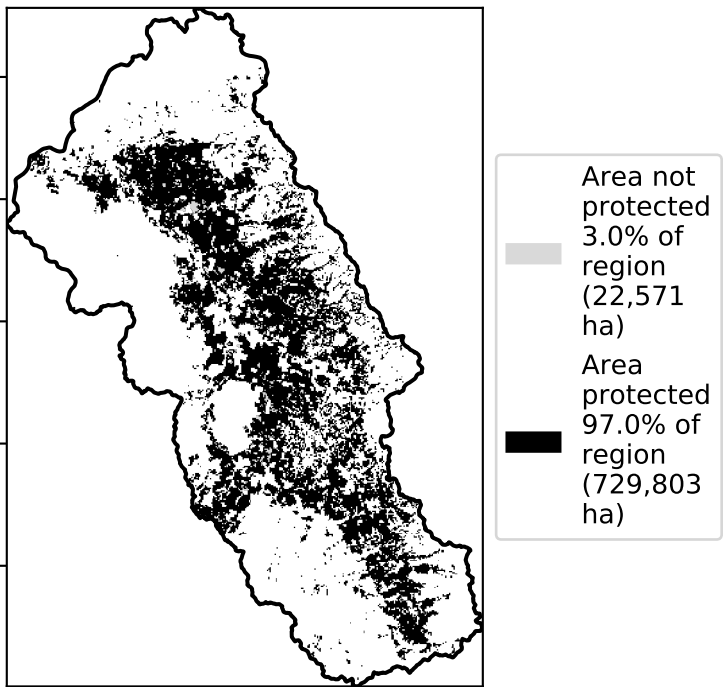 Area not
protected
3.0% of
region
(22,571
ha)
Area
protected
97.0% of
region
(729,803
ha)